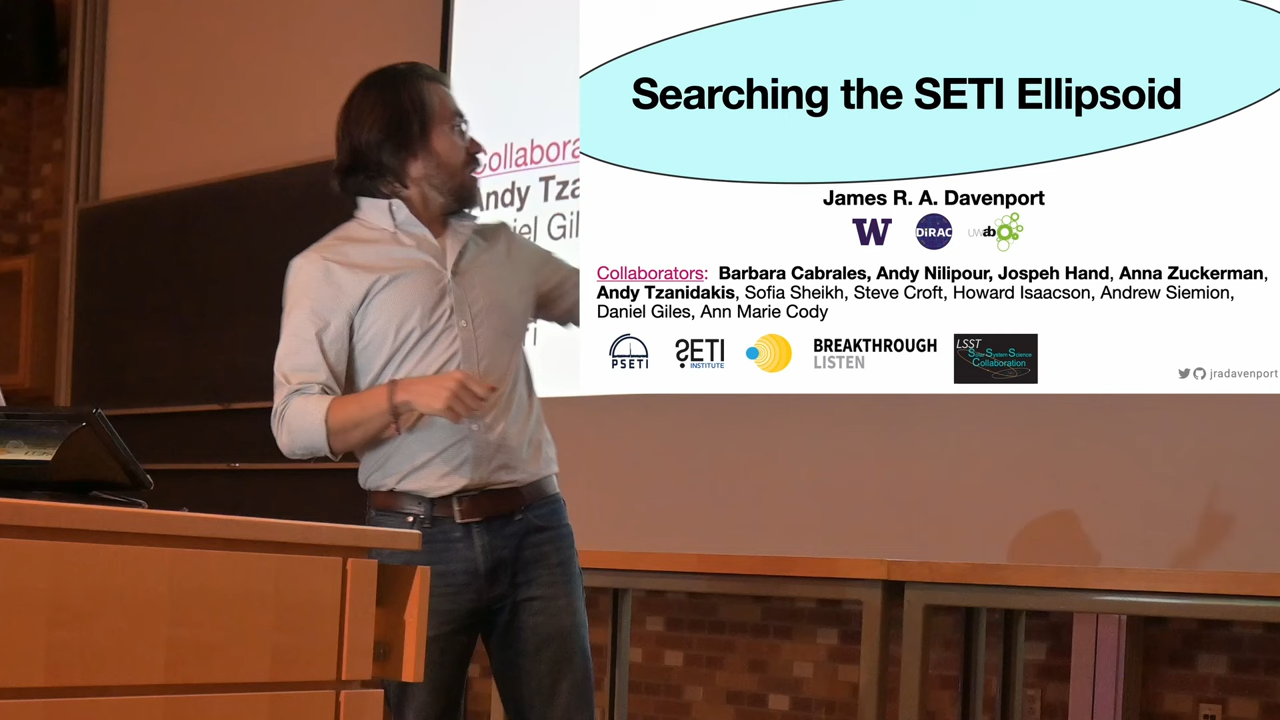 Searching the SETI Ellipsoid
James R. A. Davenport
W
DiRAC
UWab
Collaborators: Barbara Cabrales, Andy Nilipour, Jospeh Hand, Anna Zuckerman,
Andy Tzanidakis, Sofia Sheikh, Steve Croft, Howard Isaacson, Andrew Siemion,
Daniel Giles, Ann Marie Cody
PSETI
SETI
INSTITUTE
BREAKTHROUGH
LISTEN
LSST
Solar System Science
Collaboration
jradavenport
Collabora
Andy Tza
iel Gil